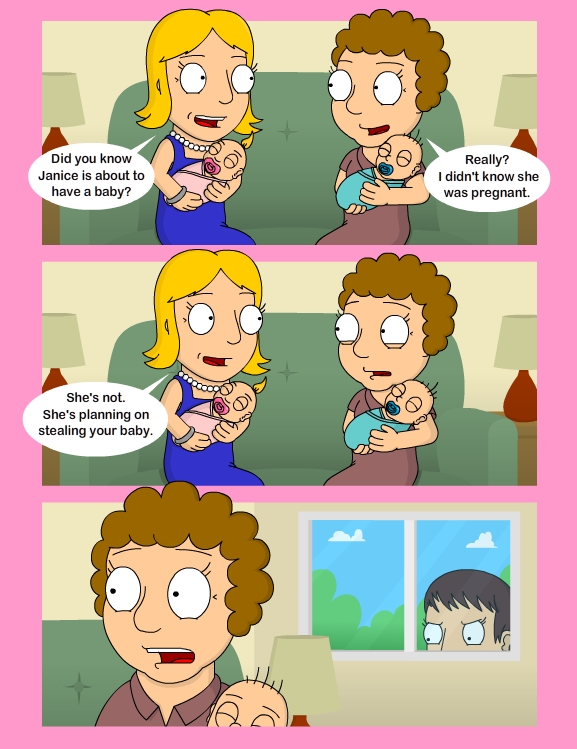 Did you know
Janice is about to
have a baby?
Really?
I didn't know she
was pregnant.
She's not.
She's planning on
stealing your baby.